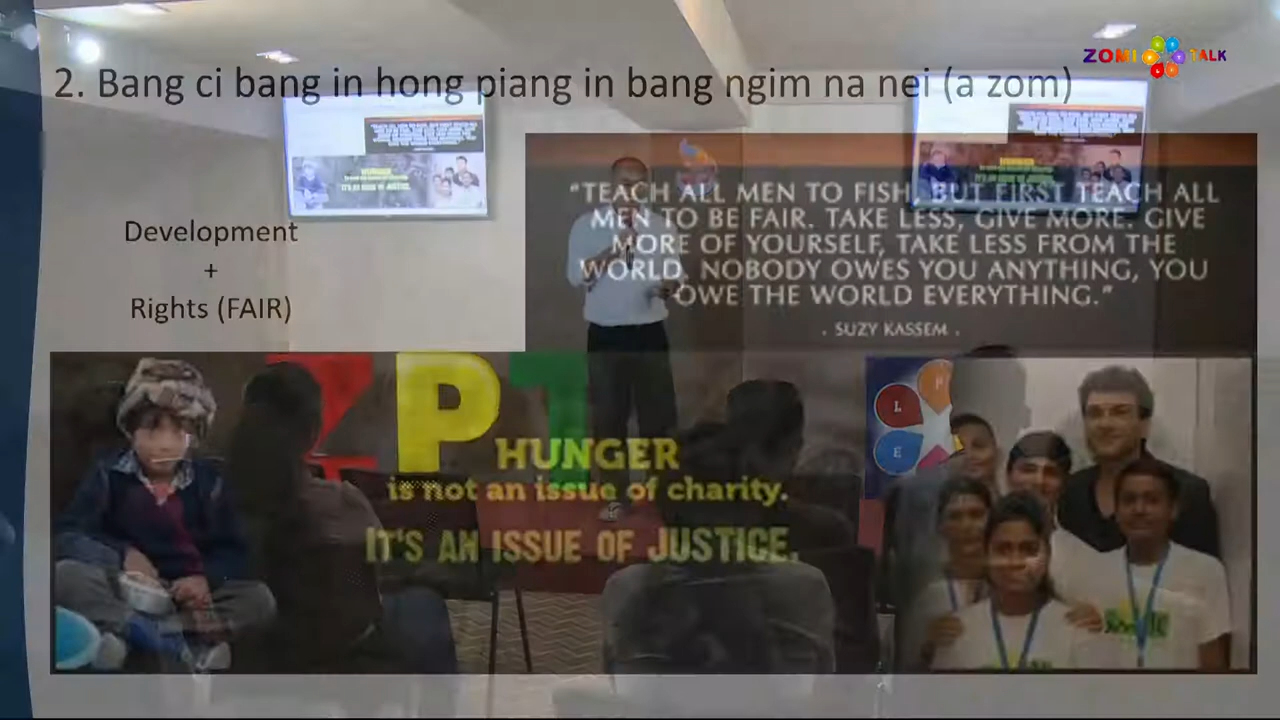 ZOMI TALK
2. Bang ci bang in hong piang in bang ngim na nei (a zom)
Development
+
Rights (FAIR)
“TEACH ALL MEN TO FISH, BUT FIRST TEACH ALL
MEN TO BE FAIR. TAKE LESS, GIVE MORE. GIVE
MORE OF YOURSELF, TAKE LESS FROM THE
WORLD. NOBODY OWES YOU ANYTHING, YOU
OWE THE WORLD EVERYTHING.”
. SUZY KASSEM .
ZPT
HUNGER
is not an issue of charity.
IT'S AN ISSUE OF JUSTICE.
P
L
E